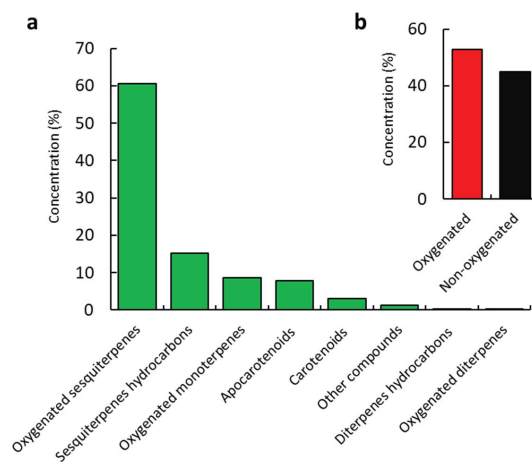 a
70
60
50
40
30
20
10
0
Concentration (%)
Oxygenated sesquiterpenes
Sesquiterpenes hydrocarbons
Oxygenated monoterpenes
Apocarotenoids
Carotenoids
Other compounds
Diterpenes hydrocarbons
Oxygenated diterpenes
b
60
40
20
0
Concentration (%)
Oxygenated
Non-oxygenated